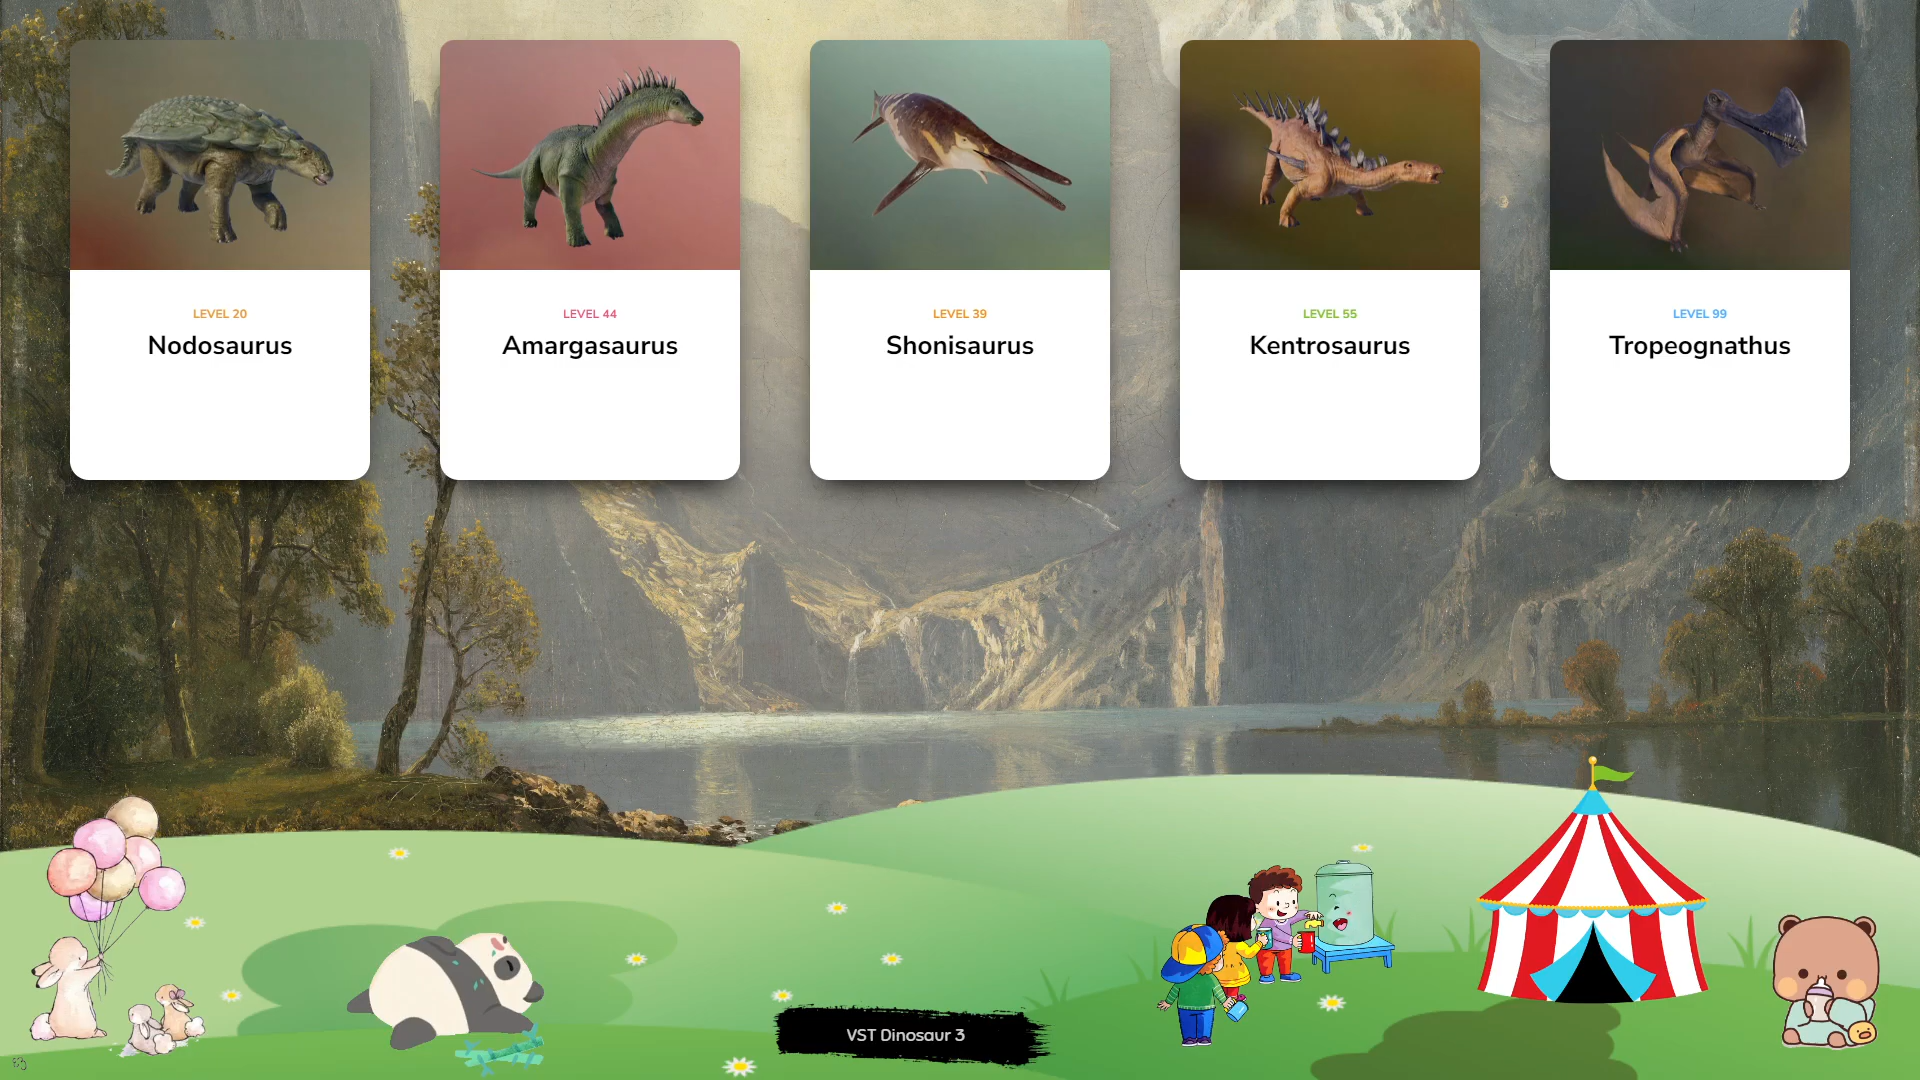 LEVEL 20
Nodosaurus
LEVEL 44
Amargasaurus
LEVEL 39
Shonisaurus
LEVEL 55
Kentrosaurus
LEVEL 99
Tropeognathus
VST Dinosaur 3